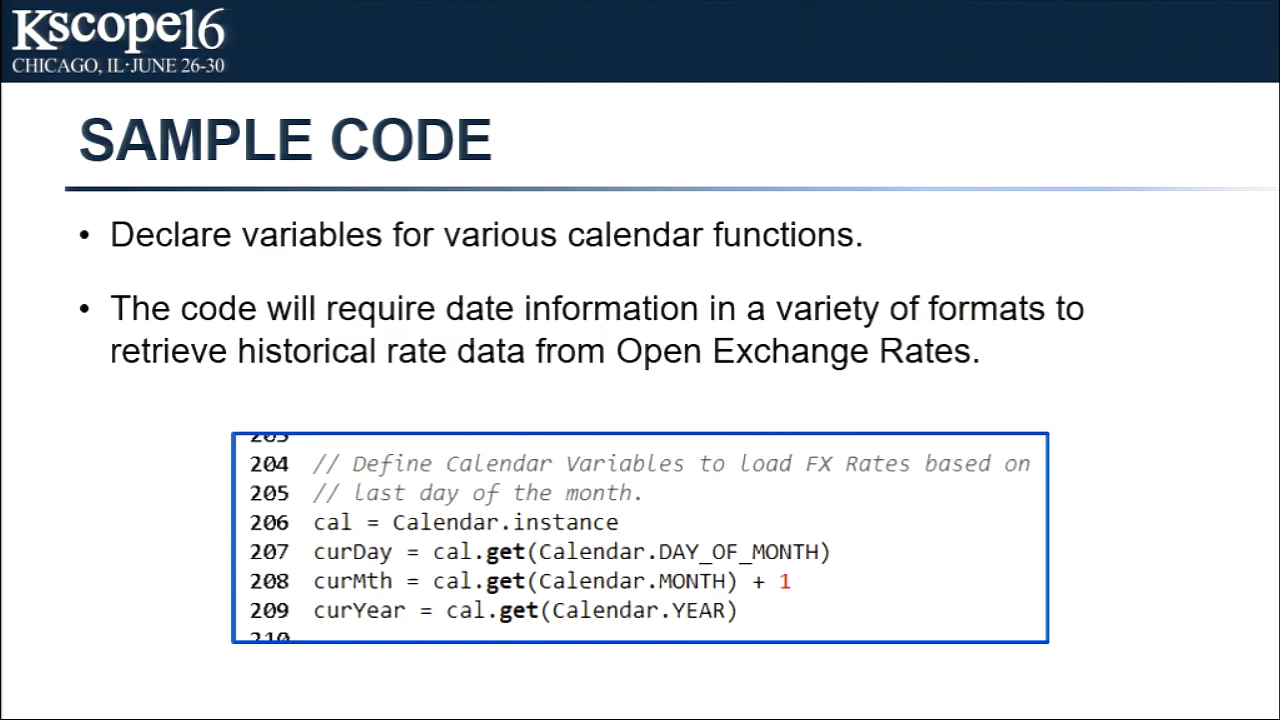 Kscope16
CHICAGO, IL·JUNE 26-30
SAMPLE CODE
• Declare variables for various calendar functions.
• The code will require date information in a variety of formats to
retrieve historical rate data from Open Exchange Rates.
203
204 // Define Calendar Variables to load FX Rates based on
205 // last day of the month.
206 cal = Calendar.instance
207 curDay = cal.get(Calendar.DAY_OF_MONTH)
208 curMth = cal.get(Calendar.MONTH) + 1
209 curYear = cal.get(Calendar.YEAR)
210